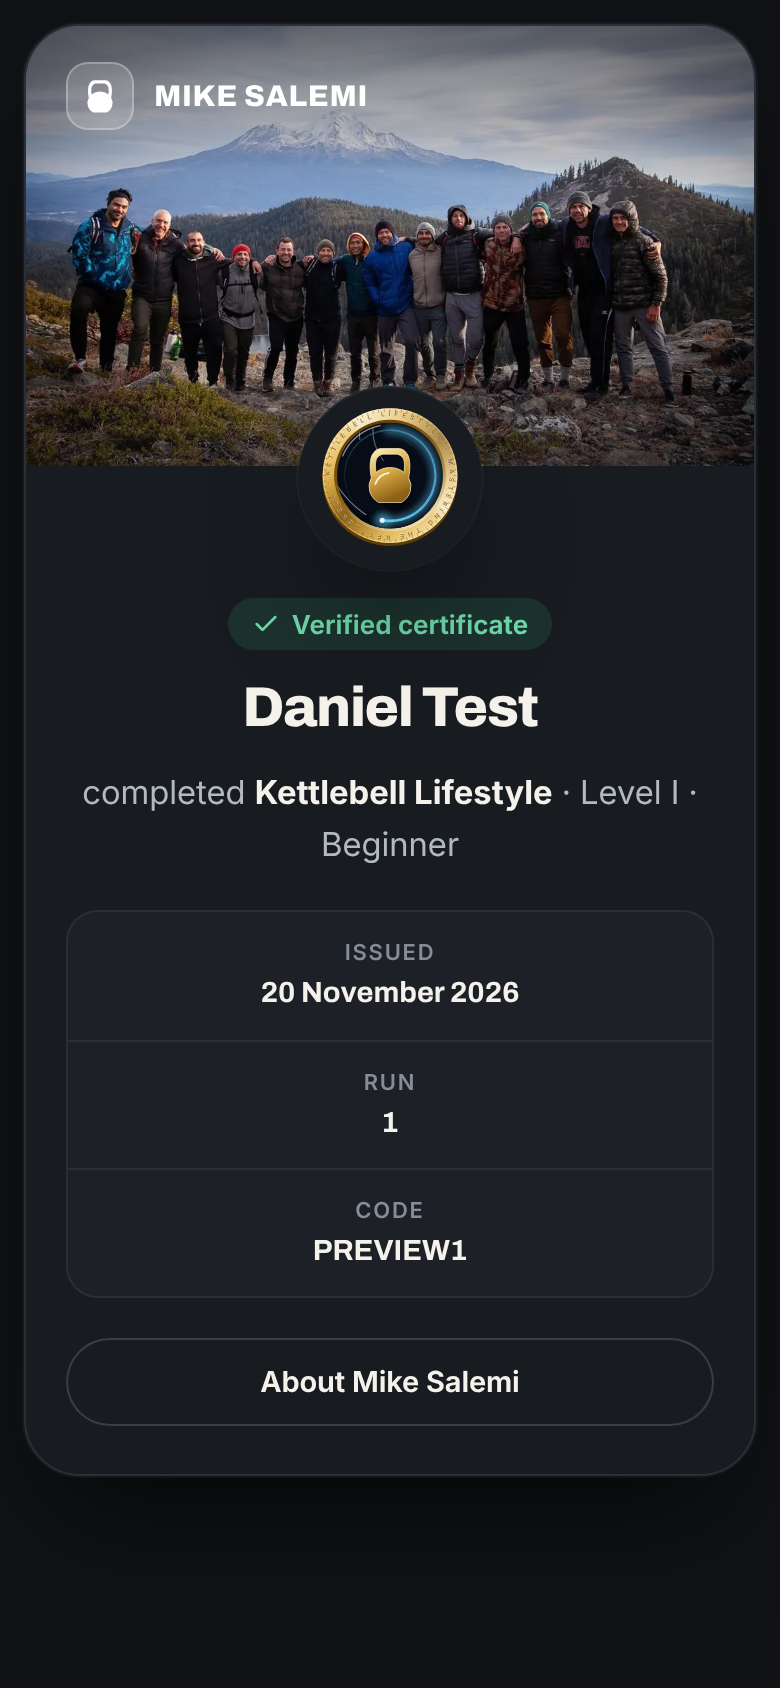 MIKE SALEMI
Verified certificate
Daniel Test
completed Kettlebell Lifestyle · Level I ·
Beginner
ISSUED
20 November 2026
RUN
1
CODE
PREVIEW1
About Mike Salemi